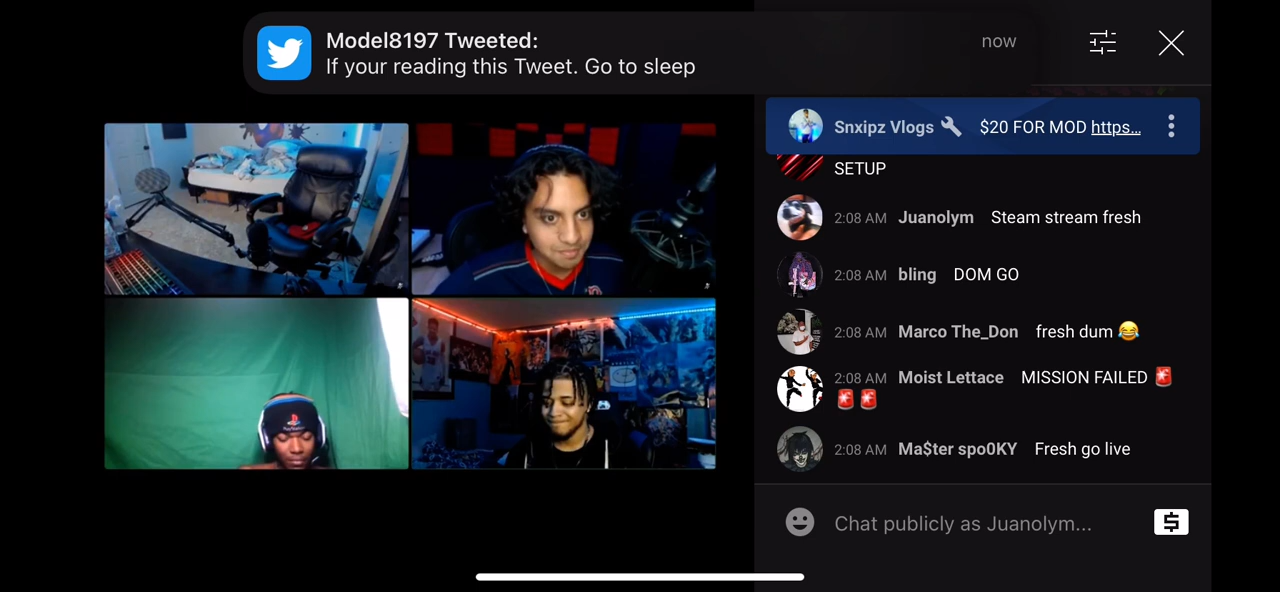 Model8197 Tweeted:
now
If your reading this Tweet. Go to sleep
Snxipz Vlogs $20 FOR MOD https...
SETUP
2:08 AM Juanolym Steam stream fresh
2:08 AM bling DOM GO
2:08 AM Marco The_Don fresh dum 😂
2:08 AM Moist Lettace MISSION FAILED 🚨
🚨🚨
2:08 AM Ma$ter spo0KY Fresh go live
Chat publicly as Juanolym...